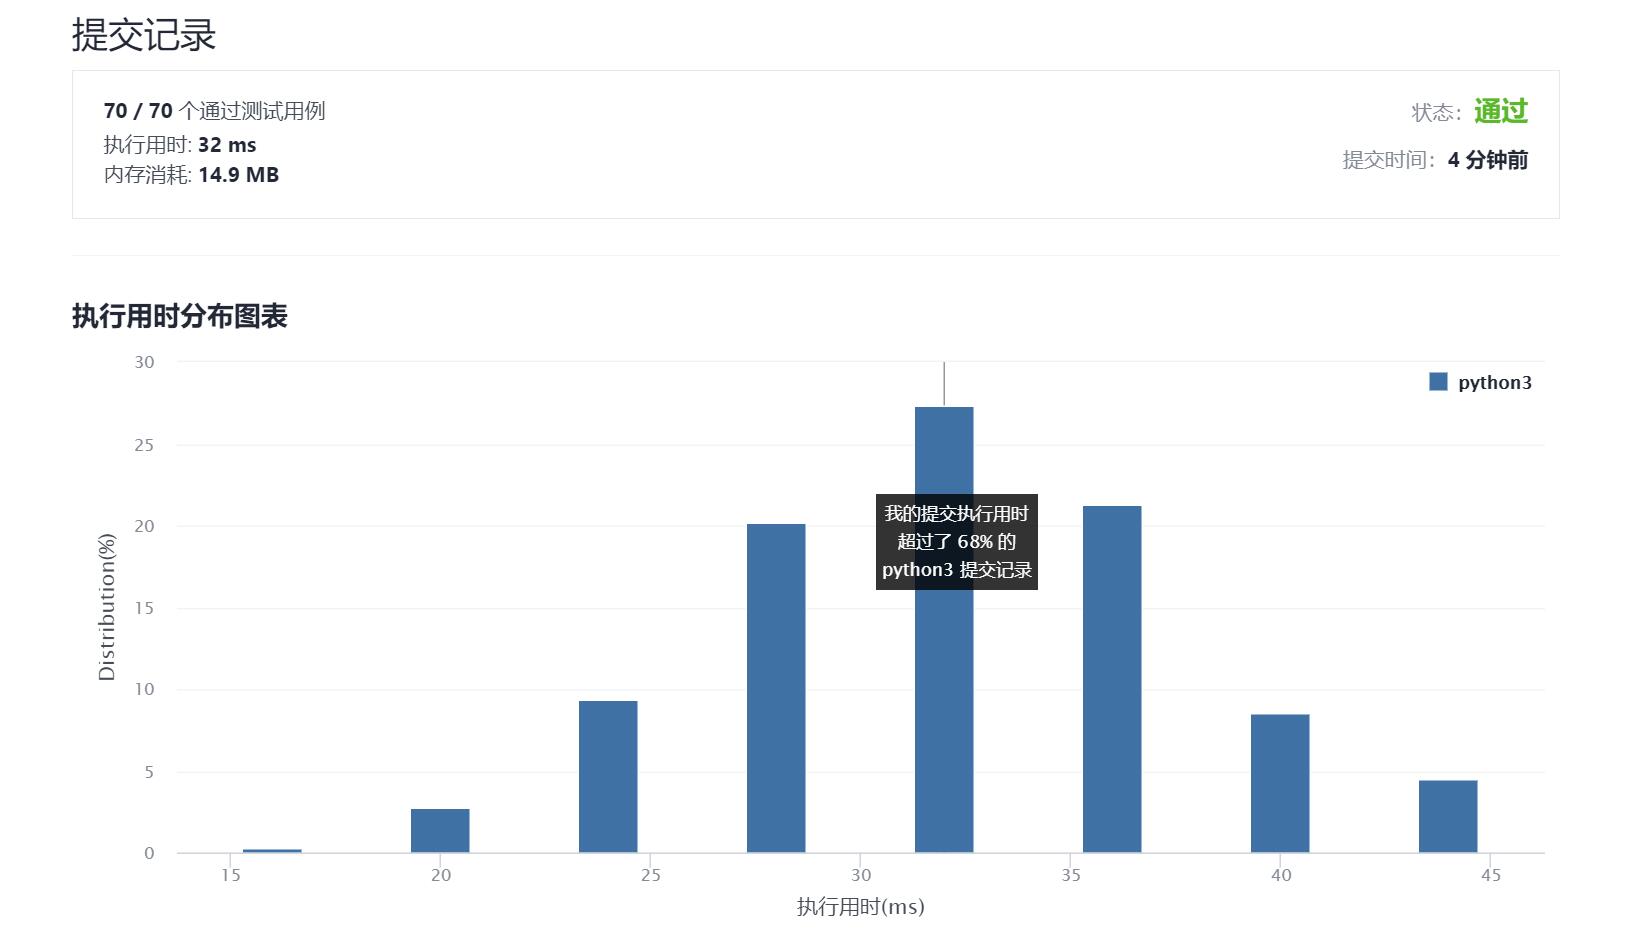 提交记录
70 / 70 个通过测试用例
状态：通过
执行用时: 32 ms
提交时间：4 分钟前
内存消耗: 14.9 MB
执行用时分布图表
python3
30
25
20
15
10
5
0
Distribution(%)
我的提交执行用时
超过了 68% 的
python3 提交记录
15 20 25 30 35 40 45
执行用时(ms)